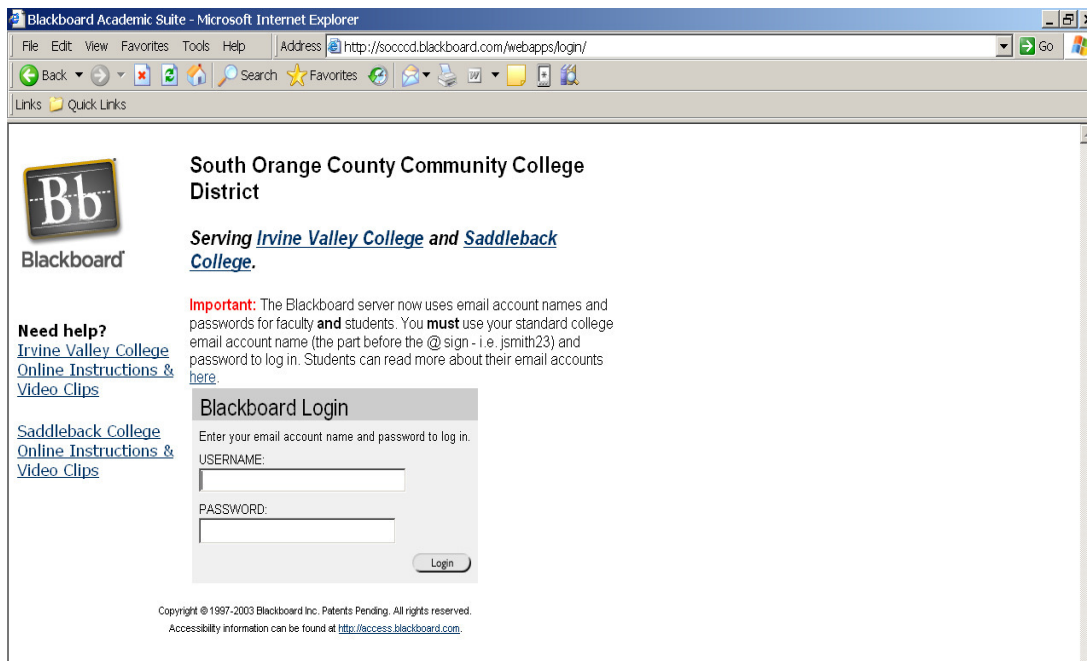 Blackboard Academic Suite - Microsoft Internet Explorer
File Edit View Favorites Tools Help Address http://socccd.blackboard.com/webapps/login/ Go
Back Search Favorites
Links Quick Links
Bb
Blackboard
South Orange County Community College
District
Serving Irvine Valley College and Saddleback
College.
Important: The Blackboard server now uses email account names and
passwords for faculty and students. You must use your standard college
email account name (the part before the @ sign - i.e. jsmith23) and
password to log in. Students can read more about their email accounts
here.
Need help?
Irvine Valley College
Online Instructions &
Video Clips
Saddleback College
Online Instructions &
Video Clips
Blackboard Login
Enter your email account name and password to log in.
USERNAME:
PASSWORD:
Login
Copyright © 1997-2003 Blackboard Inc. Patents Pending. All rights reserved.
Accessibility information can be found at http://access.blackboard.com.